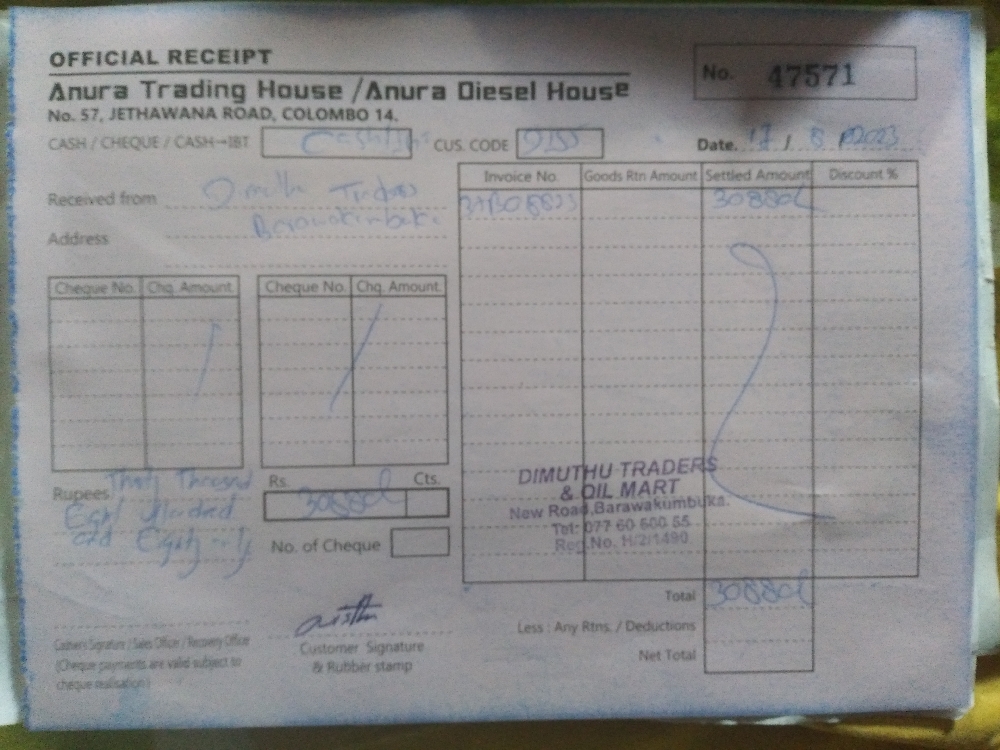 OFFICIAL RECEIPT
No. 47571
Anura Trading House / Anura Diesel House
No. 57, JETHAWANA ROAD, COLOMBO 14.
CASH / CHEQUE / CASH-IBT CUS. CODE Date. 17 / 8 / 2023
Received from
Address
Invoice No. Goods Rtn Amount Settled Amount Discount %
30880/
Cheque No. Chq. Amount Cheque No. Chq. Amount
Rupees Thirty Thousand
Eight Hundred
and Eighty only
Rs. Cts.
30880/
No. of Cheque
DIMUTHU TRADERS
& OIL MART
New Road, Barawakumbuka.
Tel: 077 60 500 55
Reg.No. H/2/1490
Total 30880/
Less : Any Rtns. / Deductions
Net Total
Cashiers Signature / Sales Officer / Recovery Officer
(Cheque payments are valid subject to
cheque realisation)
Customer Signature
& Rubber stamp